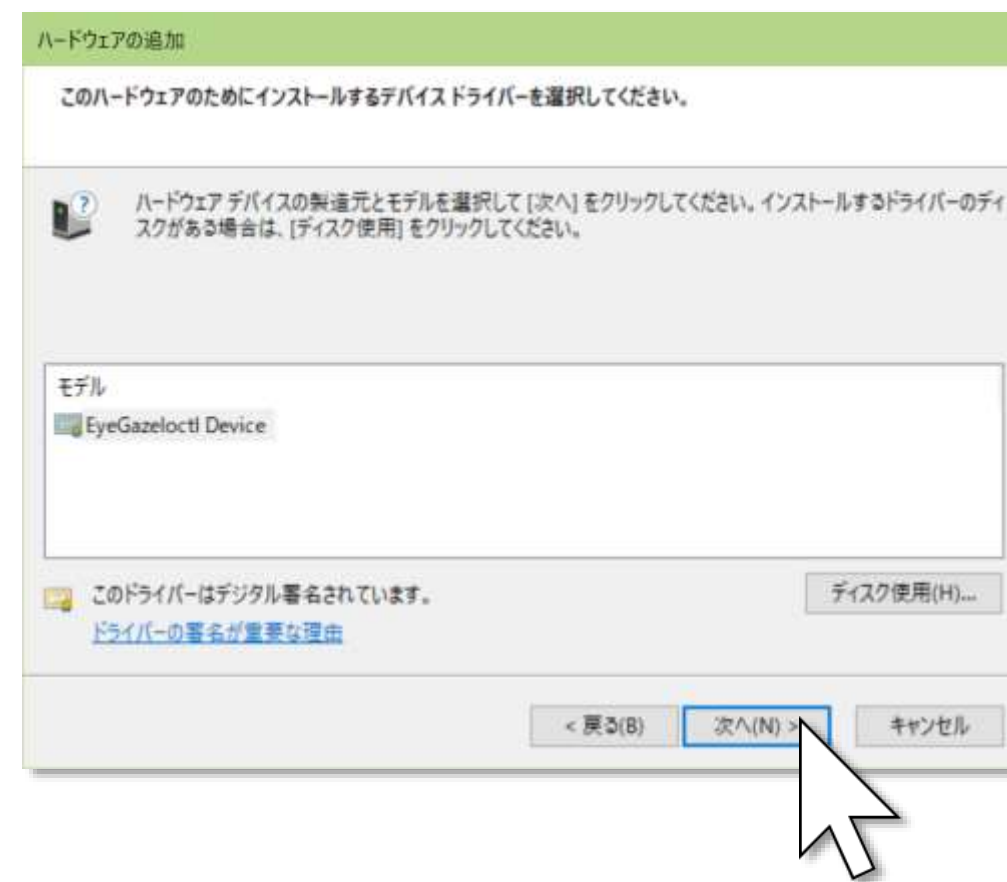 ハードウェアの追加
このハードウェアのためにインストールするデバイス ドライバーを選択してください。
ハードウェア デバイスの製造元とモデルを選択して [次へ] をクリックしてください。インストールするドライバーのディ
スクがある場合は、[ディスク使用] をクリックしてください。
モデル
EyeGazeIoctl Device
このドライバーはデジタル署名されています。
ディスク使用(H)...
ドライバーの署名が重要な理由
< 戻る(B)
次へ(N) >
キャンセル